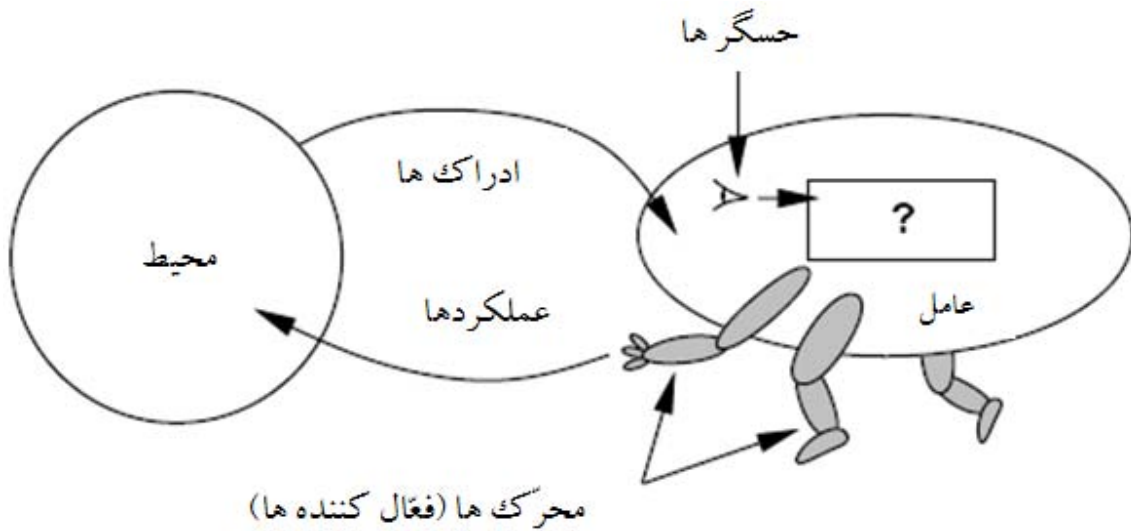 حسگر ها
ادراک ها
?
محیط
عملکردها
عامل
محرّک ها (فعّال کننده ها)